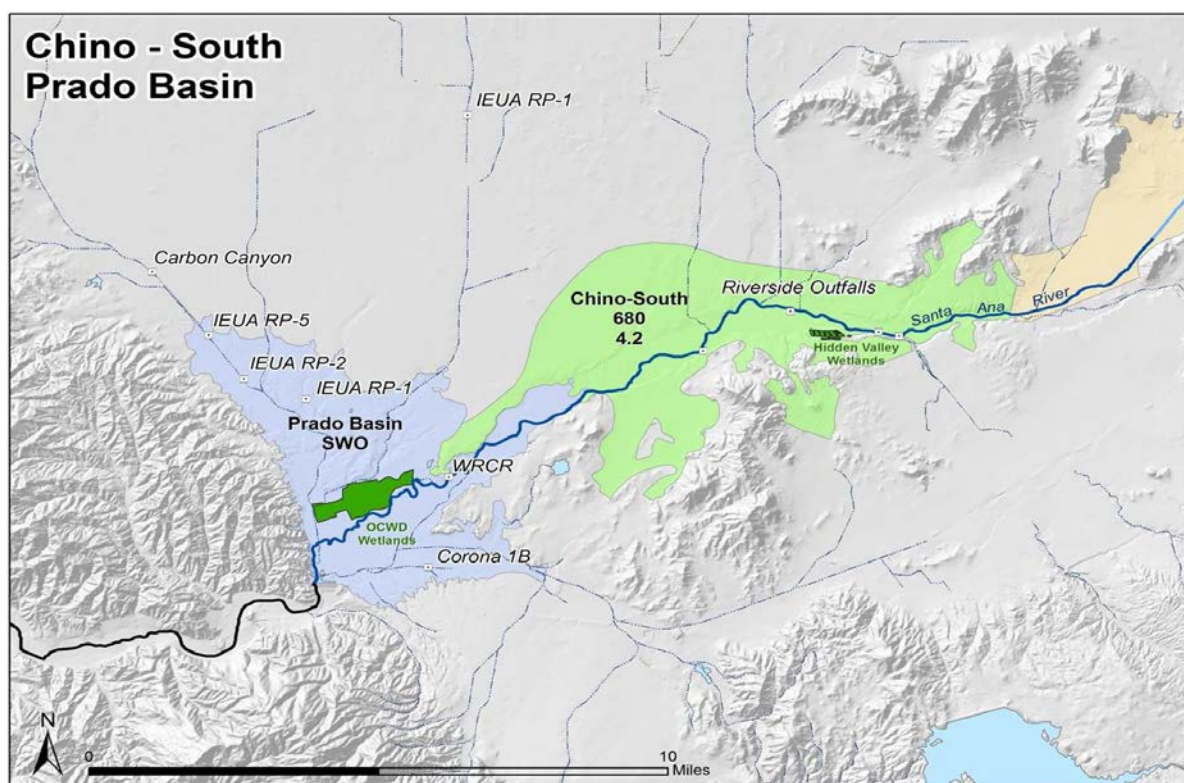 Chino - South
Prado Basin
IEUA RP-1
Carbon Canyon
IEUA RP-5
IEUA RP-2
IEUA RP-1
Prado Basin
SWO
Chino-South
680
4.2
Riverside Outfalls
Santa Ana River
Hidden Valley
Wetlands
WRCR
OCWD
Wetlands
Corona 1B
N
0
10
Miles